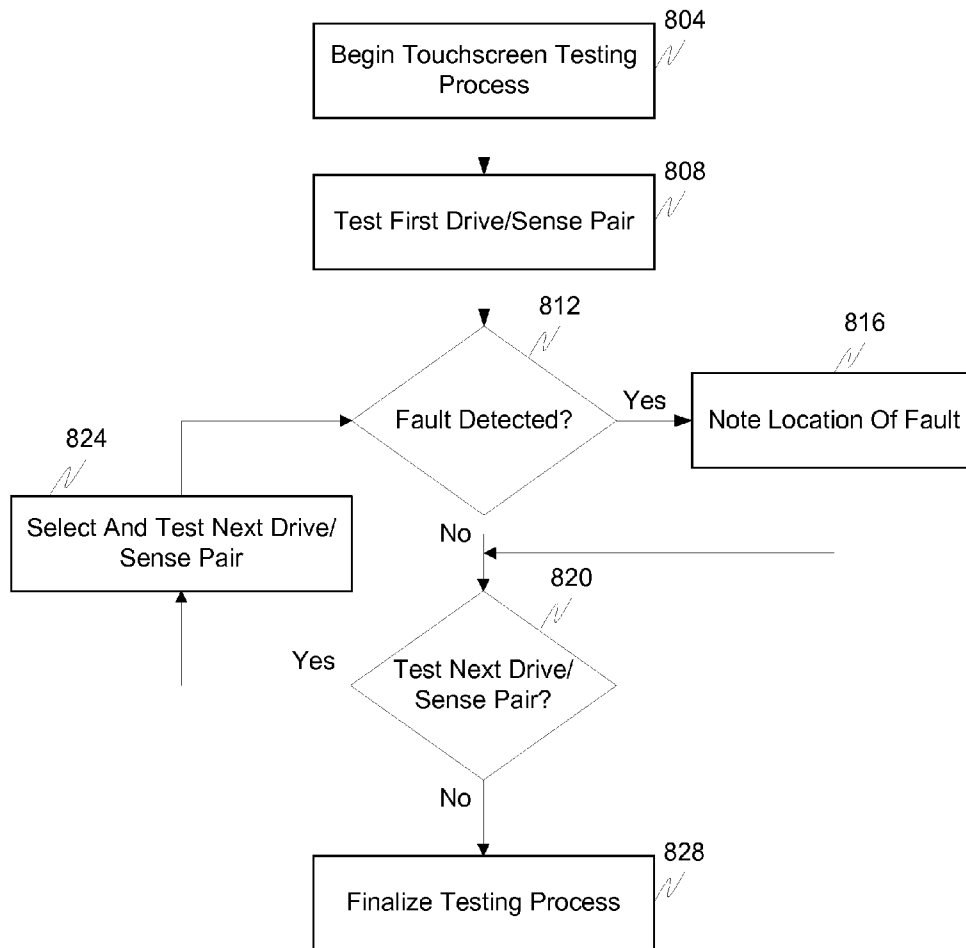 804
Begin Touchscreen Testing
Process
808
Test First Drive/Sense Pair
812
Fault Detected?
Yes
816
Note Location Of Fault
824
Select And Test Next Drive/
Sense Pair
No
820
Yes
Test Next Drive/
Sense Pair?
No
828
Finalize Testing Process